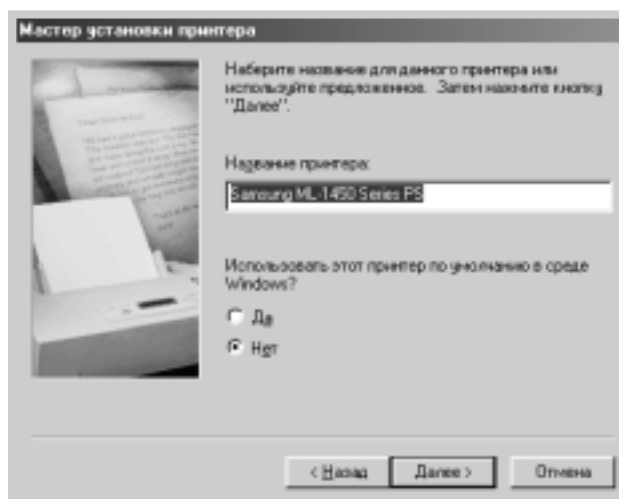 Мастер установки принтера
Наберите название для данного принтера или
используйте предложенное. Затем нажмите кнопку
"Далее".
Название принтера:
Samsung ML-1450 Series PS
Использовать этот принтер по умолчанию в среде
Windows?
Да
Нет
< Назад Далее > Отмена